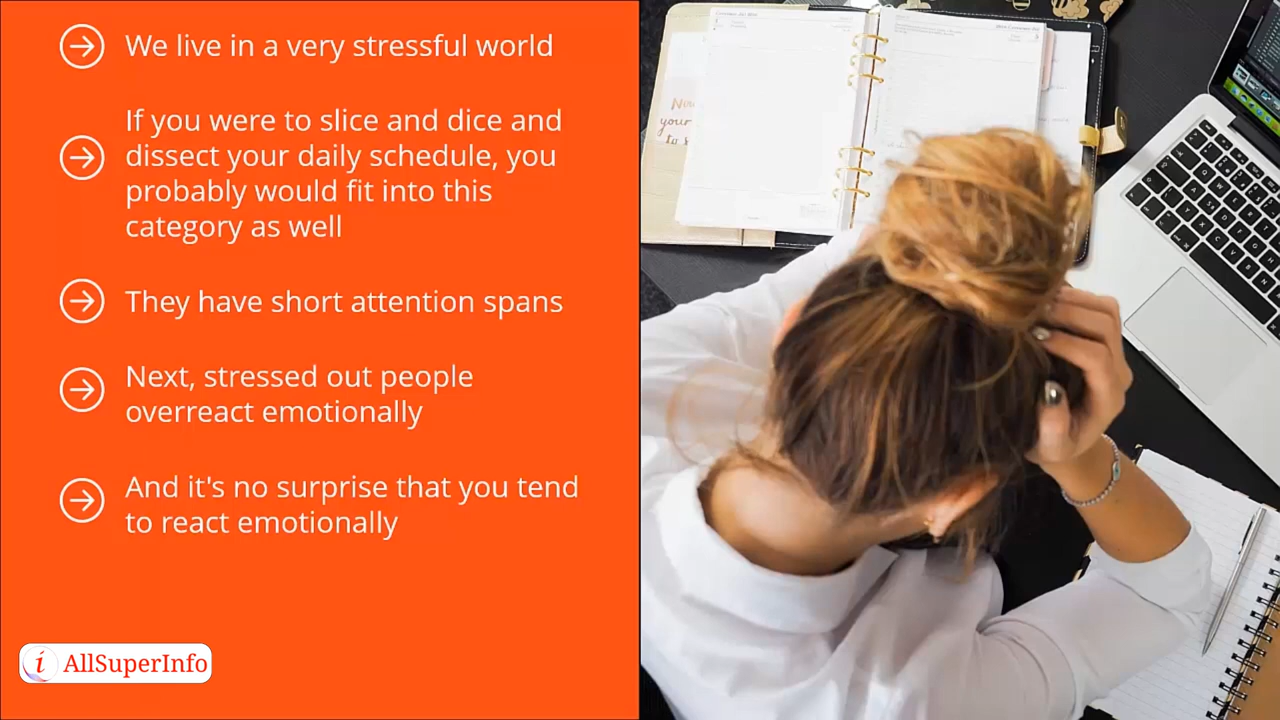 We live in a very stressful world
If you were to slice and dice and
dissect your daily schedule, you
probably would fit into this
category as well
They have short attention spans
Next, stressed out people
overreact emotionally
And it's no surprise that you tend
to react emotionally
i AllSuperInfo